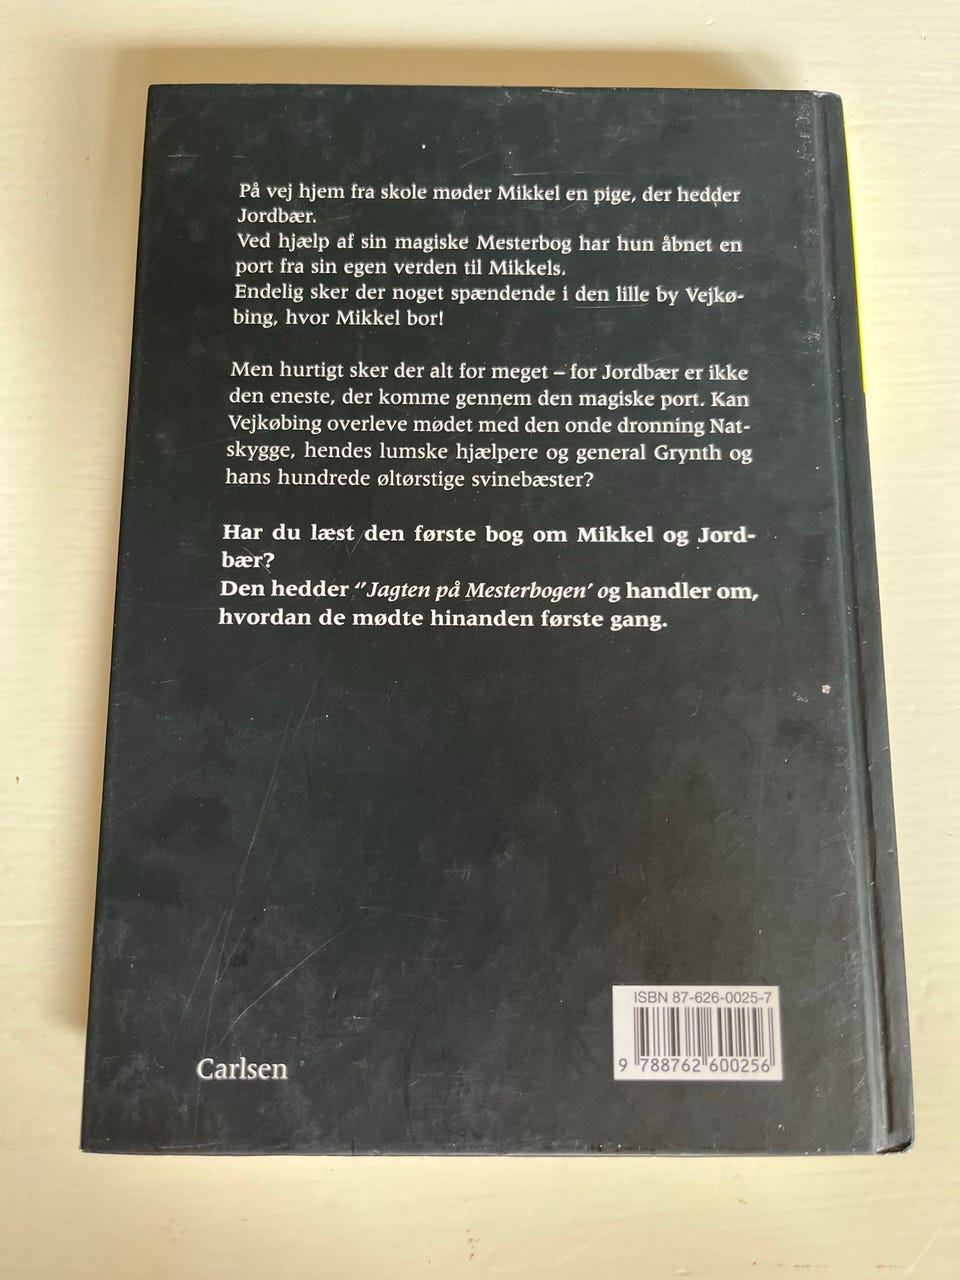 På vej hjem fra skole møder Mikkel en pige, der hedder
Jordbær.
Ved hjælp af sin magiske Mesterbog har hun åbnet en
port fra sin egen verden til Mikkels.
Endelig sker der noget spændende i den lille by Vejkø-
bing, hvor Mikkel bor!
Men hurtigt sker der alt for meget – for Jordbær er ikke
den eneste, der komme gennem den magiske port. Kan
Vejkøbing overleve mødet med den onde dronning Nat-
skygge, hendes lumske hjælpere og general Grynth og
hans hundrede øltørstige svinebæster?
Har du læst den første bog om Mikkel og Jord-
bær?
Den hedder ‘’Jagten på Mesterbogen’ og handler om,
hvordan de mødte hinanden første gang.
ISBN 87-626-0025-7
9 788762 600256
Carlsen